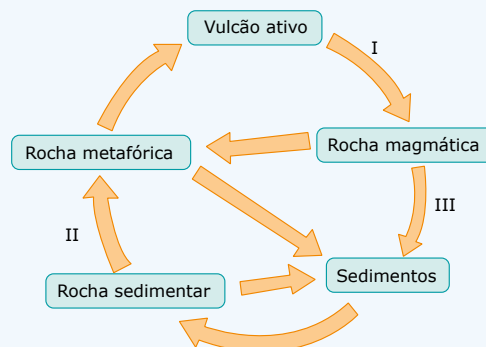 Vulcão ativo
I
Rocha metafórica
Rocha magmática
II
III
Rocha sedimentar
Sedimentos